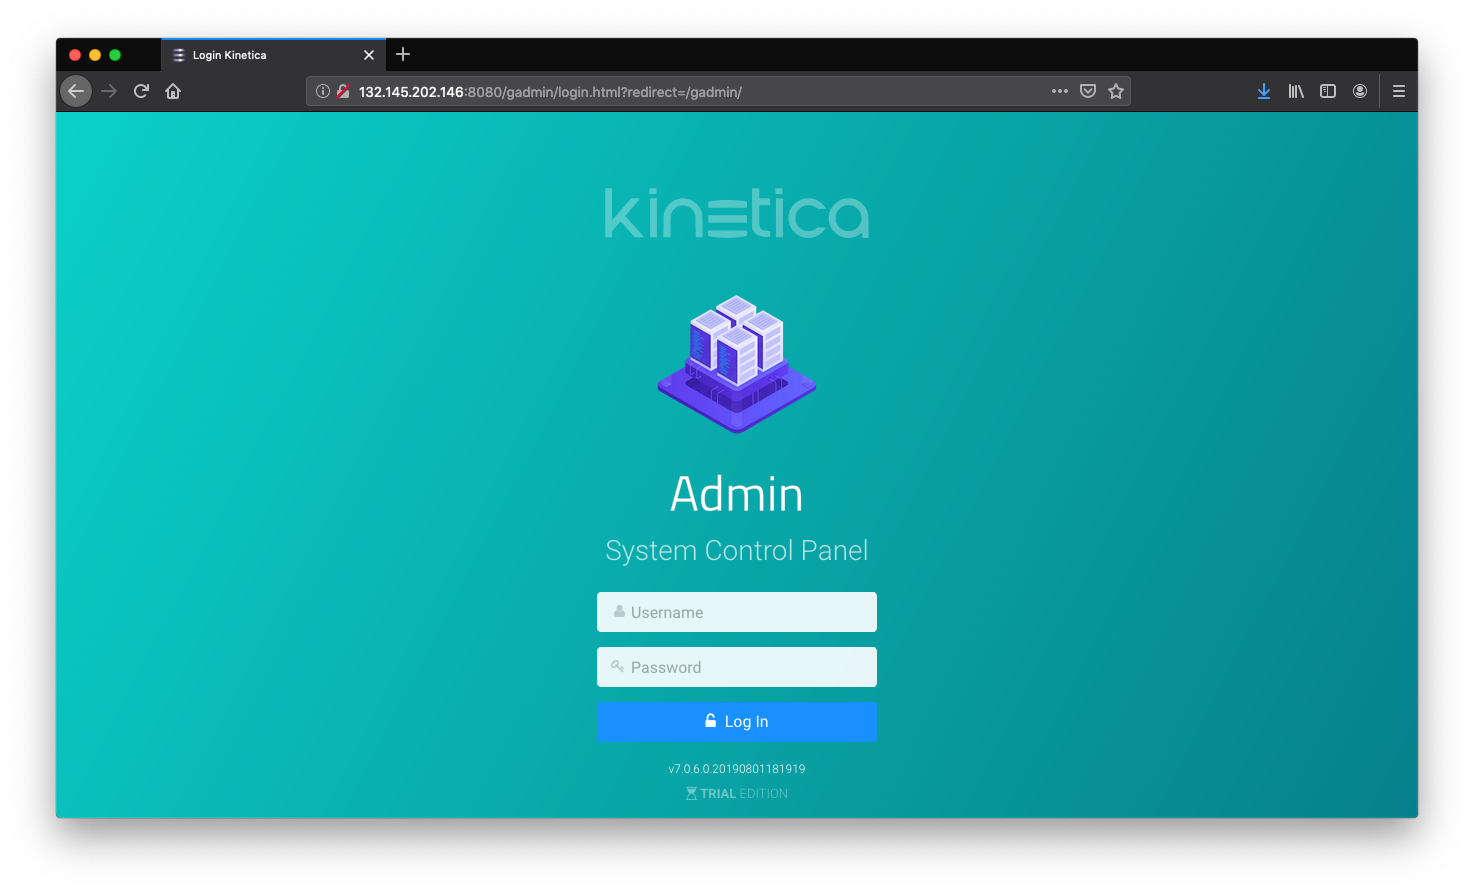 Login Kinetica
132.145.202.146:8080/gadmin/login.html?redirect=/gadmin/
kinetica
Admin
System Control Panel
Username
Password
Log In
v7.0.6.0.20190801181919
TRIAL EDITION